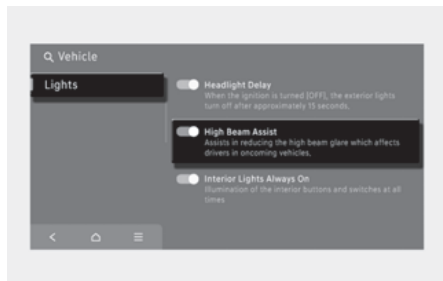 Vehicle
Lights
Headlight Delay
When the ignition is turned [OFF], the exterior lights
turn off after approximately 15 seconds.
High Beam Assist
Assists in reducing the high beam glare which affects
drivers in oncoming vehicles.
Interior Lights Always On
Illumination of the interior buttons and switches at all
times